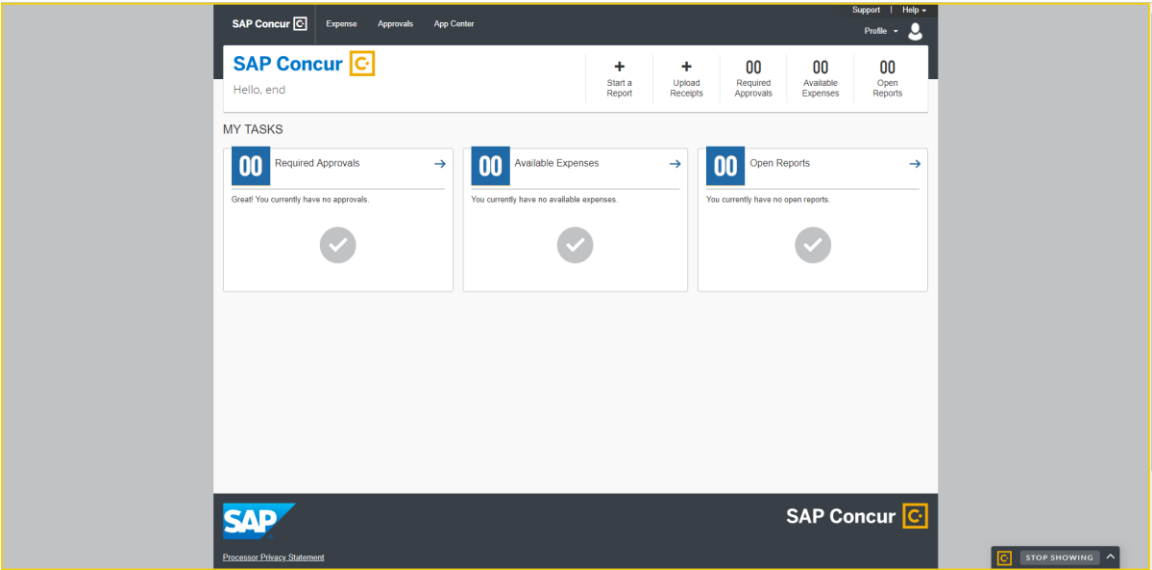 Support | Help
SAP Concur C Expense Approvals App Center
Profile
SAP Concur C
Hello, end
+ + 00 00 00
Start a Report
Upload Receipts
Required Approvals
Available Expenses
Open Reports
MY TASKS
00 Required Approvals →
Great! You currently have no approvals.
00 Available Expenses →
You currently have no available expenses.
00 Open Reports →
You currently have no open reports.
SAP
SAP Concur C
Processor Privacy Statement
C STOP SHOWING